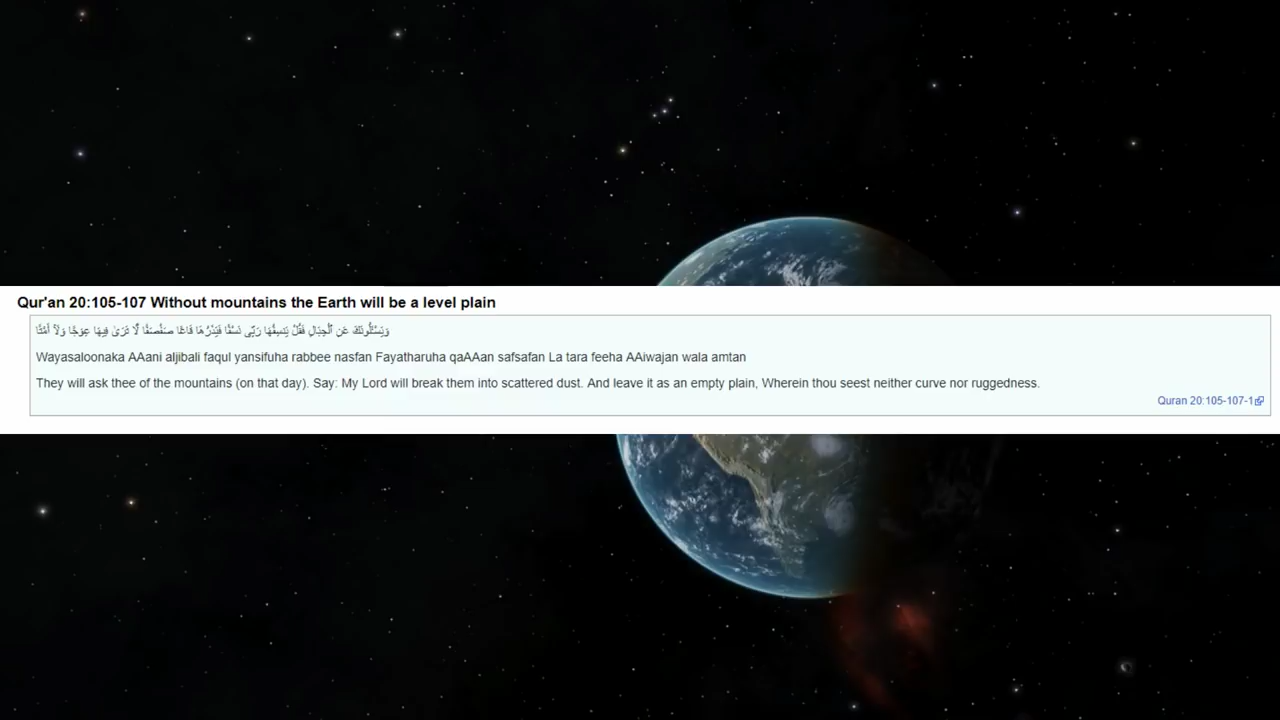 Qur'an 20:105-107 Without mountains the Earth will be a level plain
وَيَسْـَٔلُونَكَ عَنِ ٱلْجِبَالِ فَقُلْ يَنسِفُهَا رَبِّى نَسْفًا فَيَذَرُهَا قَاعًا صَفْصَفًا لَّا تَرَىٰ فِيهَا عِوَجًا وَلَآ أَمْتًا
Wayasaloonaka AAani aljibali faqul yansifuha rabbee nasfan Fayatharuha qaAAan safsafan La tara feeha AAiwajan wala amtan
They will ask thee of the mountains (on that day). Say: My Lord will break them into scattered dust. And leave it as an empty plain, Wherein thou seest neither curve nor ruggedness.
Quran 20:105-107-1